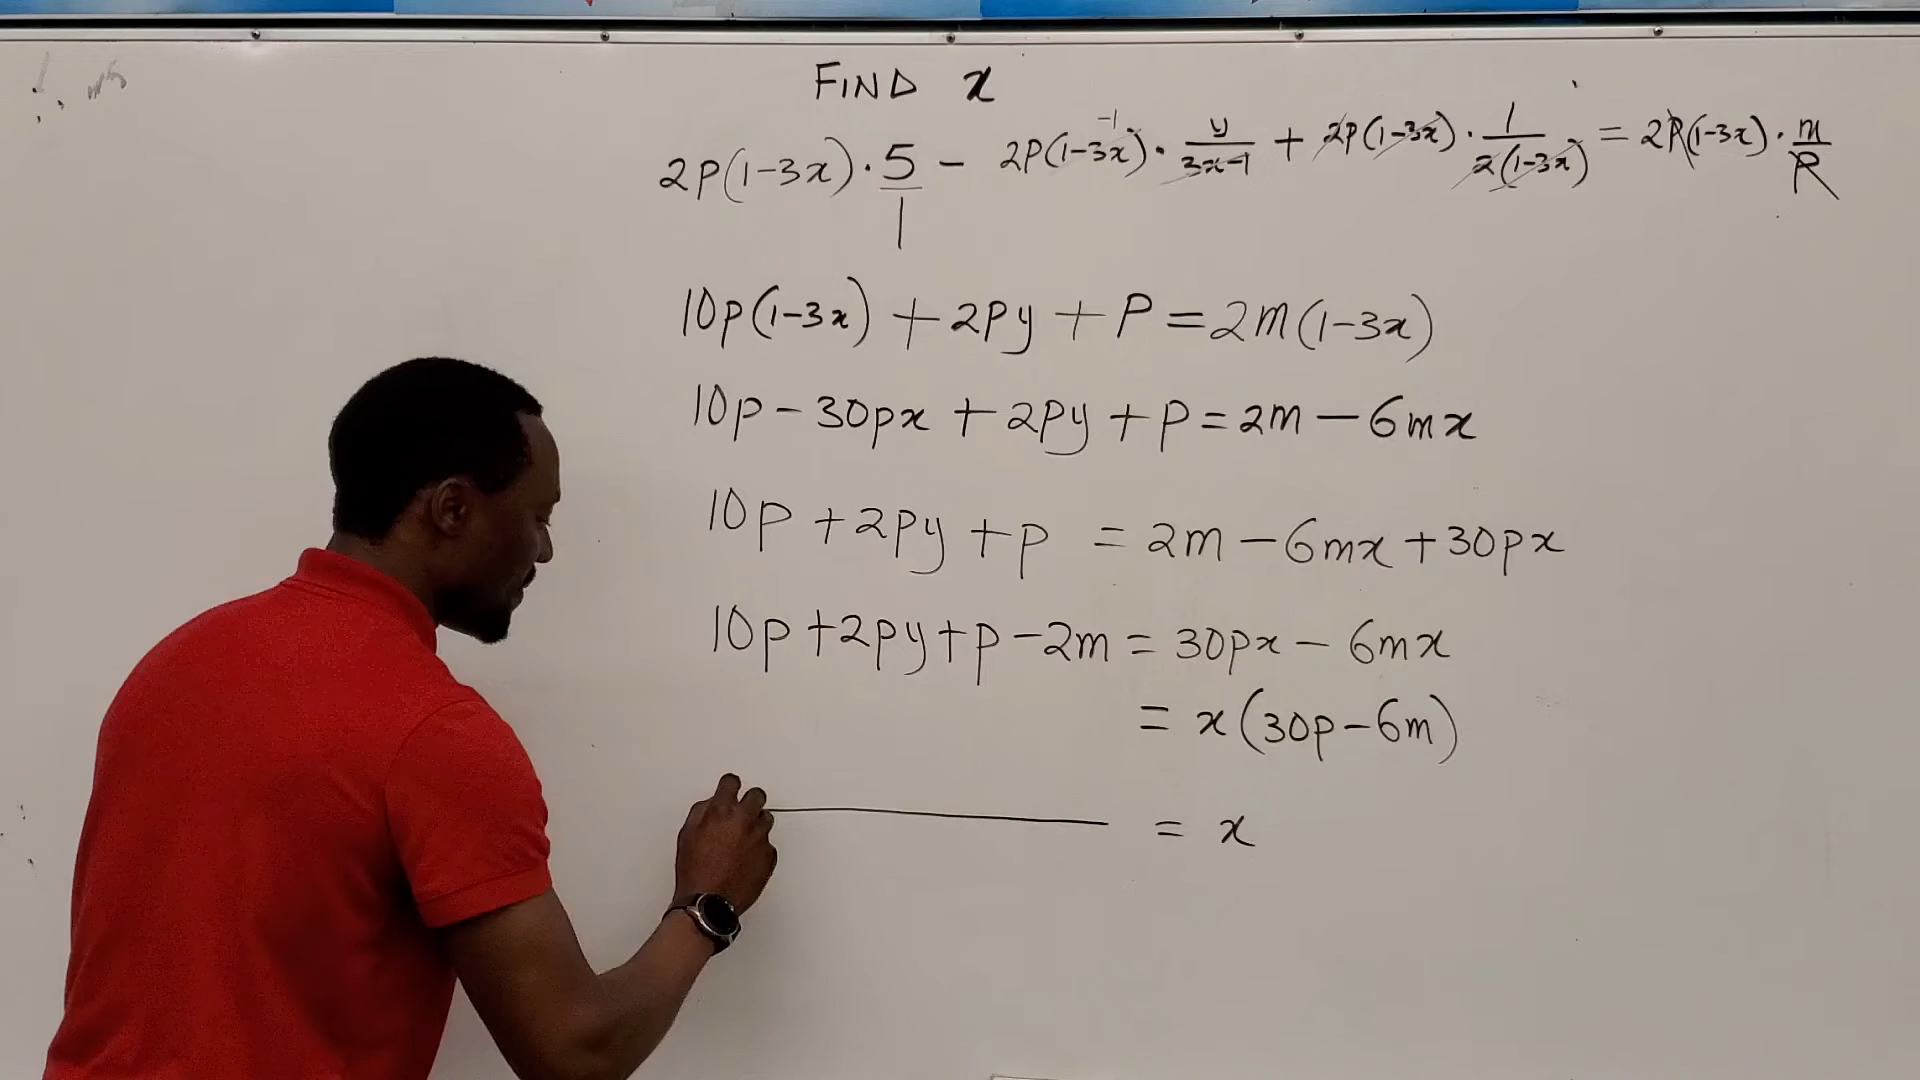 FIND x
2p(1-3x) · 5/1 - 2p(1-3x)⁻¹ · y/3x-1 + 2p(1-3x) · 1/2(1-3x) = 2p(1-3x) · m/p
10p(1-3x) + 2py + p = 2m(1-3x)
10p - 30px + 2py + p = 2m - 6mx
10p + 2py + p = 2m - 6mx + 30px
10p + 2py + p - 2m = 30px - 6mx
= x(30p - 6m)
= x